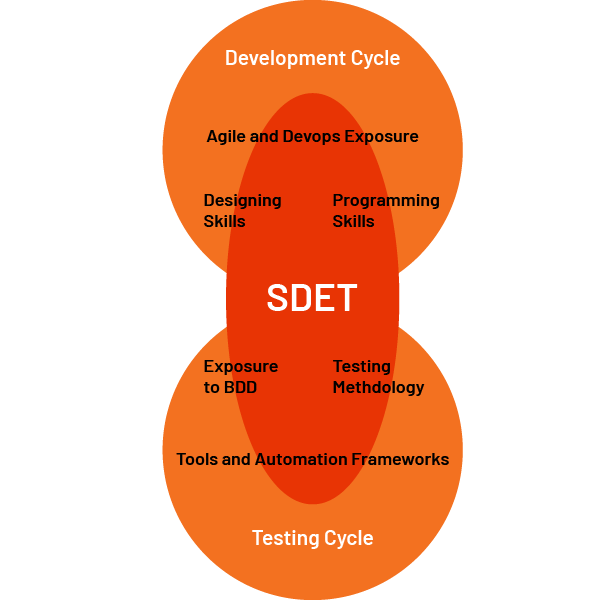 Development Cycle
Agile and Devops Exposure
Designing
Skills
Programming
Skills
SDET
Exposure
to BDD
Testing
Methdology
Tools and Automation Frameworks
Testing Cycle